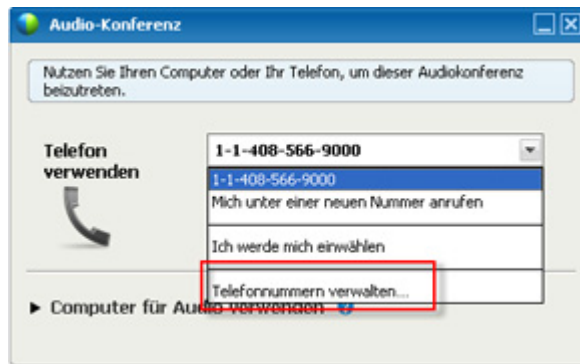 Audio-Konferenz
Nutzen Sie Ihren Computer oder Ihr Telefon, um dieser Audiokonferenz
beizutreten.
Telefon
verwenden
1-1-408-566-9000
1-1-408-566-9000
Mich unter einer neuen Nummer anrufen
Ich werde mich einwählen
Telefonnummern verwalten...
Computer für Audio verwenden